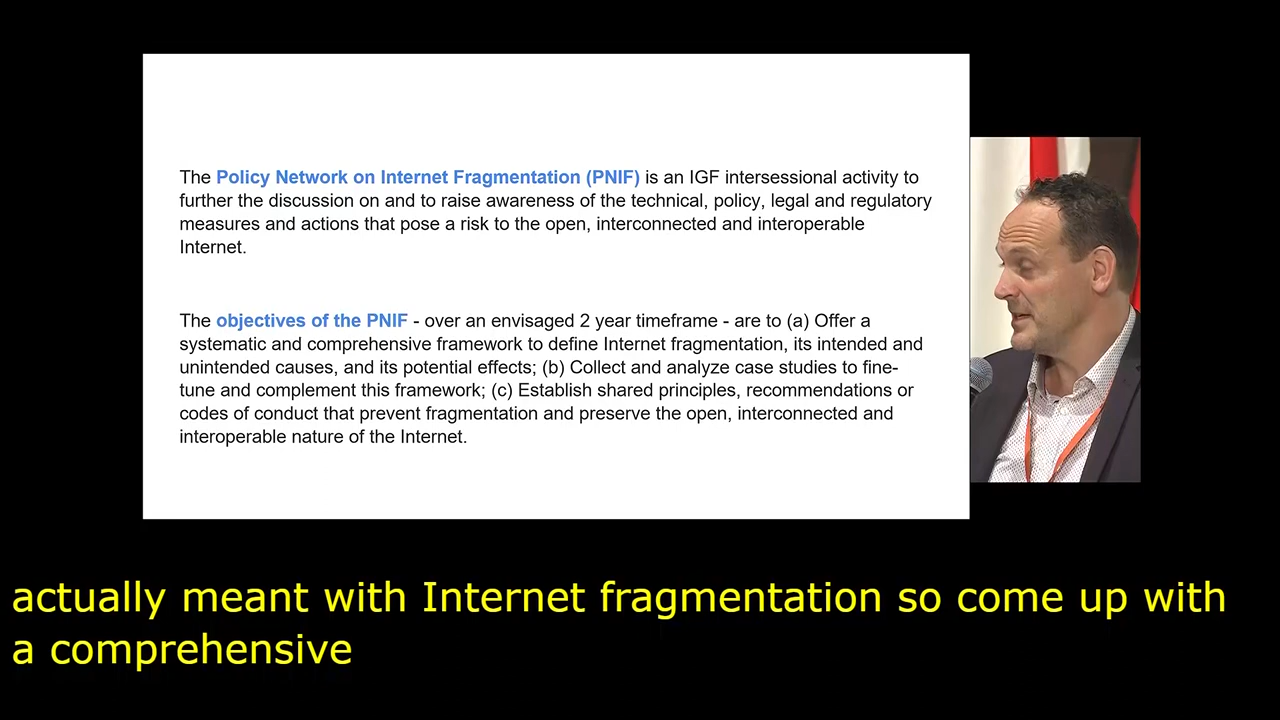 The Policy Network on Internet Fragmentation (PNIF) is an IGF intersessional activity to
further the discussion on and to raise awareness of the technical, policy, legal and regulatory
measures and actions that pose a risk to the open, interconnected and interoperable
Internet.
The objectives of the PNIF - over an envisaged 2 year timeframe - are to (a) Offer a
systematic and comprehensive framework to define Internet fragmentation, its intended and
unintended causes, and its potential effects; (b) Collect and analyze case studies to fine-
tune and complement this framework; (c) Establish shared principles, recommendations or
codes of conduct that prevent fragmentation and preserve the open, interconnected and
interoperable nature of the Internet.
actually meant with Internet fragmentation so come up with
a comprehensive